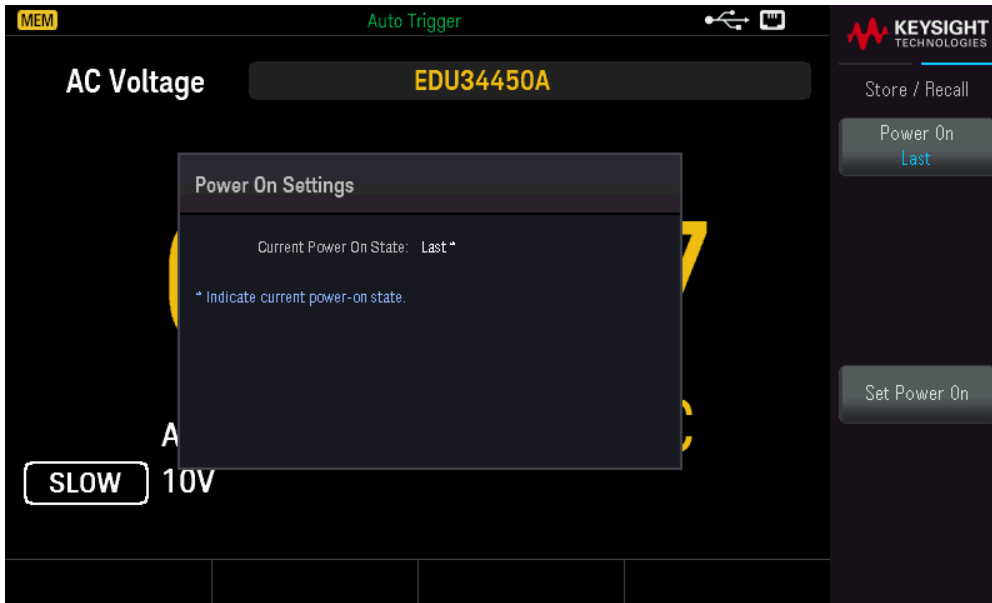 MEM
Auto Trigger
KEYSIGHT
TECHNOLOGIES
AC Voltage
EDU34450A
Store / Recall
Power On
Last
Power On Settings
Current Power On State: Last *
* Indicate current power-on state.
Set Power On
SLOW
10V